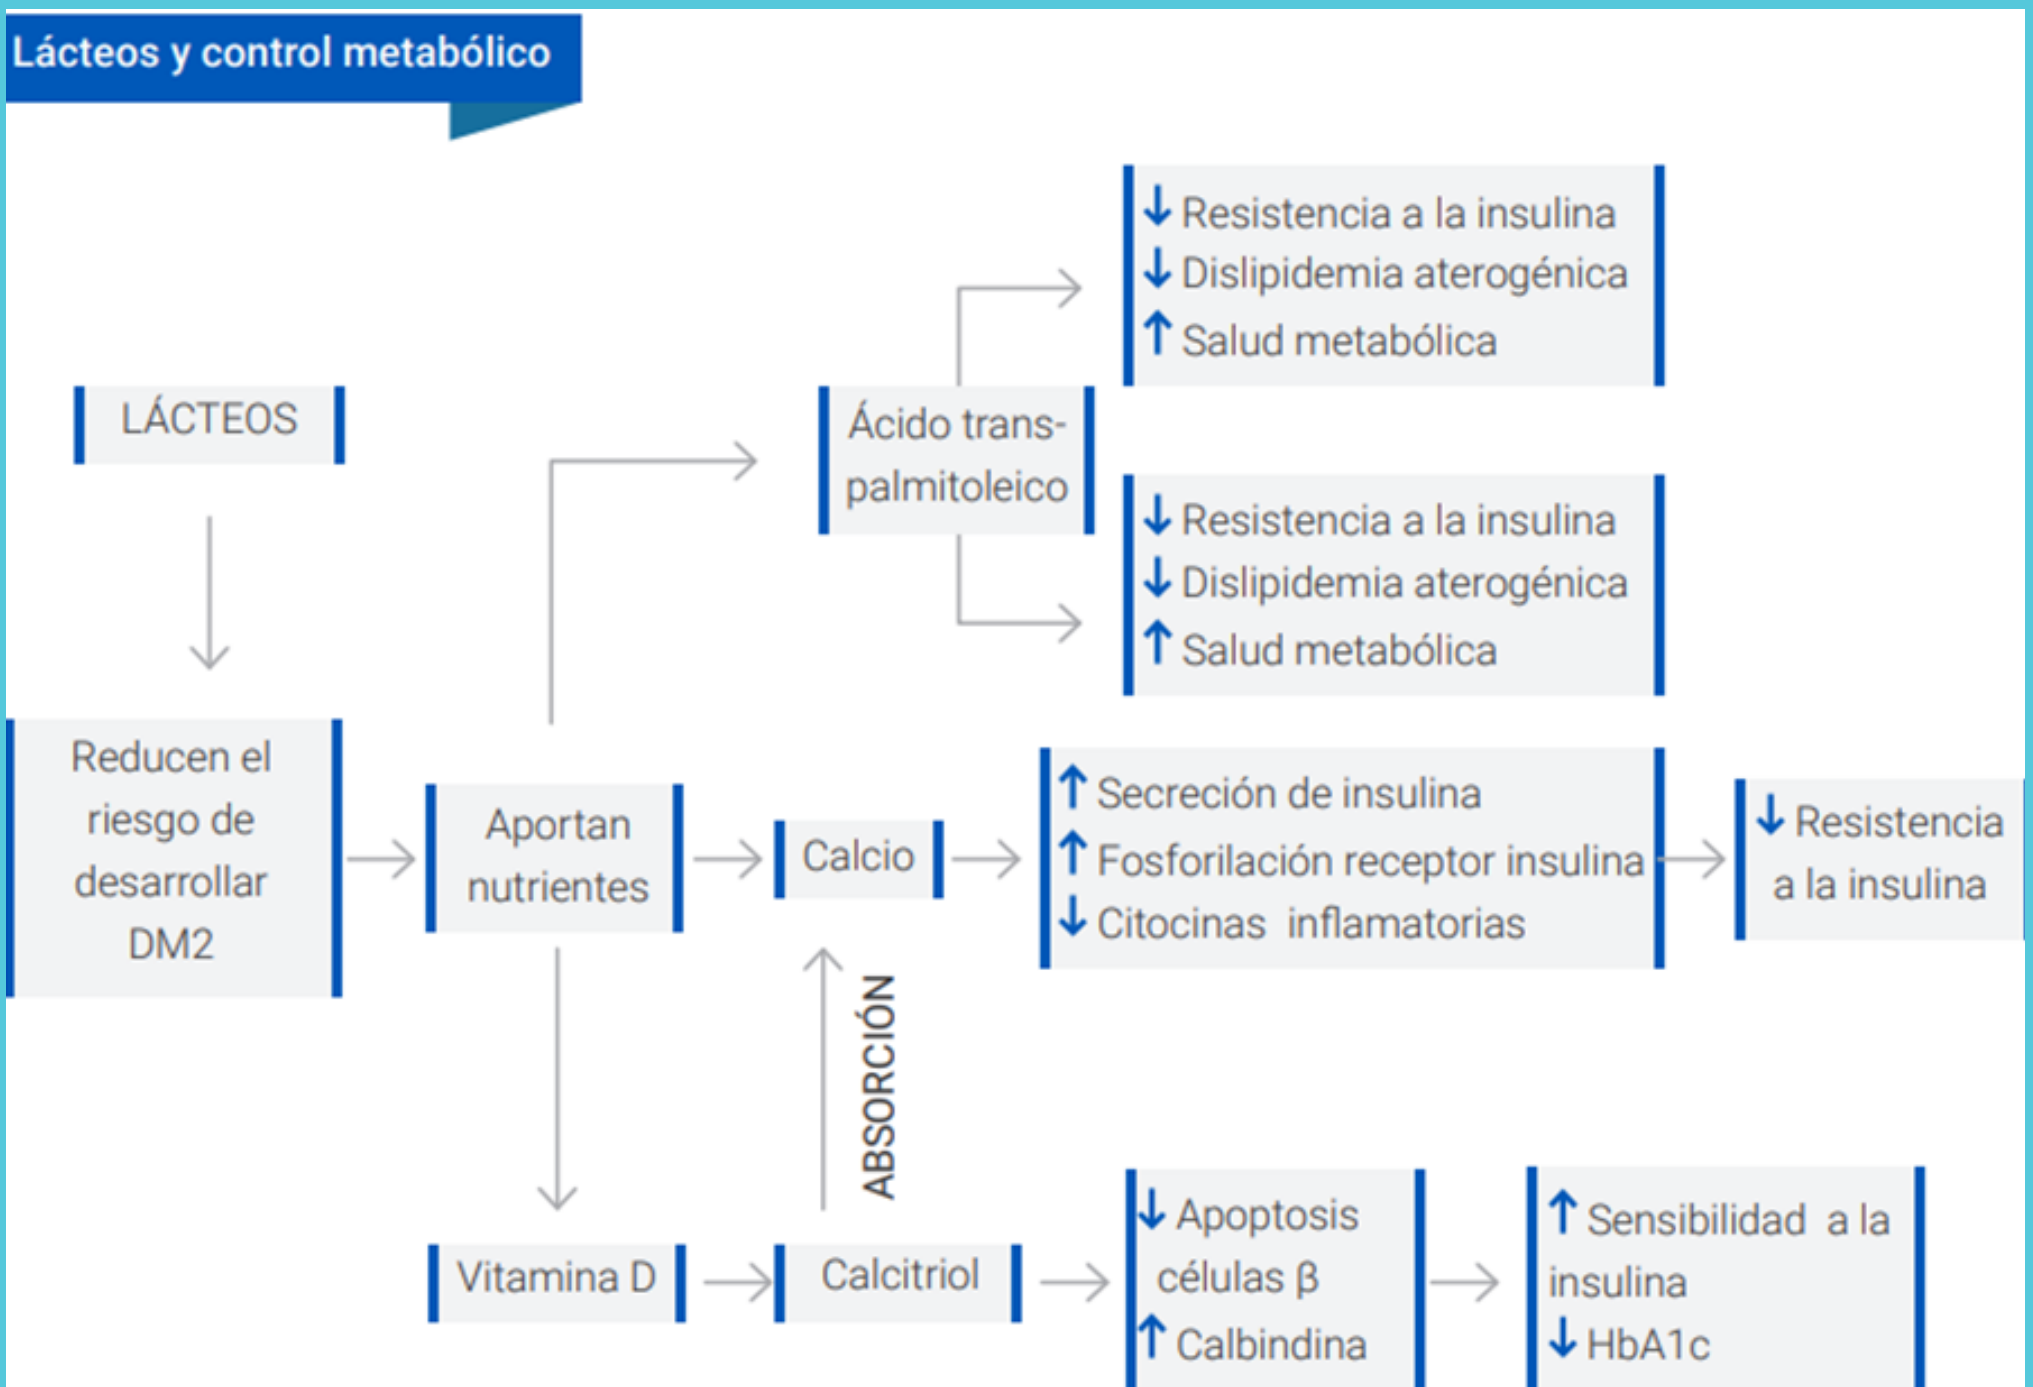 Lácteos y control metabólico
LÁCTEOS
Reducen el
riesgo de
desarrollar
DM2
Aportan
nutrientes
Ácido trans-
palmitoleico
↓ Resistencia a la insulina
↓ Dislipidemia aterogénica
↑ Salud metabólica
↓ Resistencia a la insulina
↓ Dislipidemia aterogénica
↑ Salud metabólica
Calcio
↑ Secreción de insulina
↑ Fosforilación receptor insulina
↓ Citocinas inflamatorias
↓ Resistencia
a la insulina
ABSORCIÓN
Vitamina D
Calcitriol
↓ Apoptosis
células β
↑ Calbindina
↑ Sensibilidad a la
insulina
↓ HbA1c